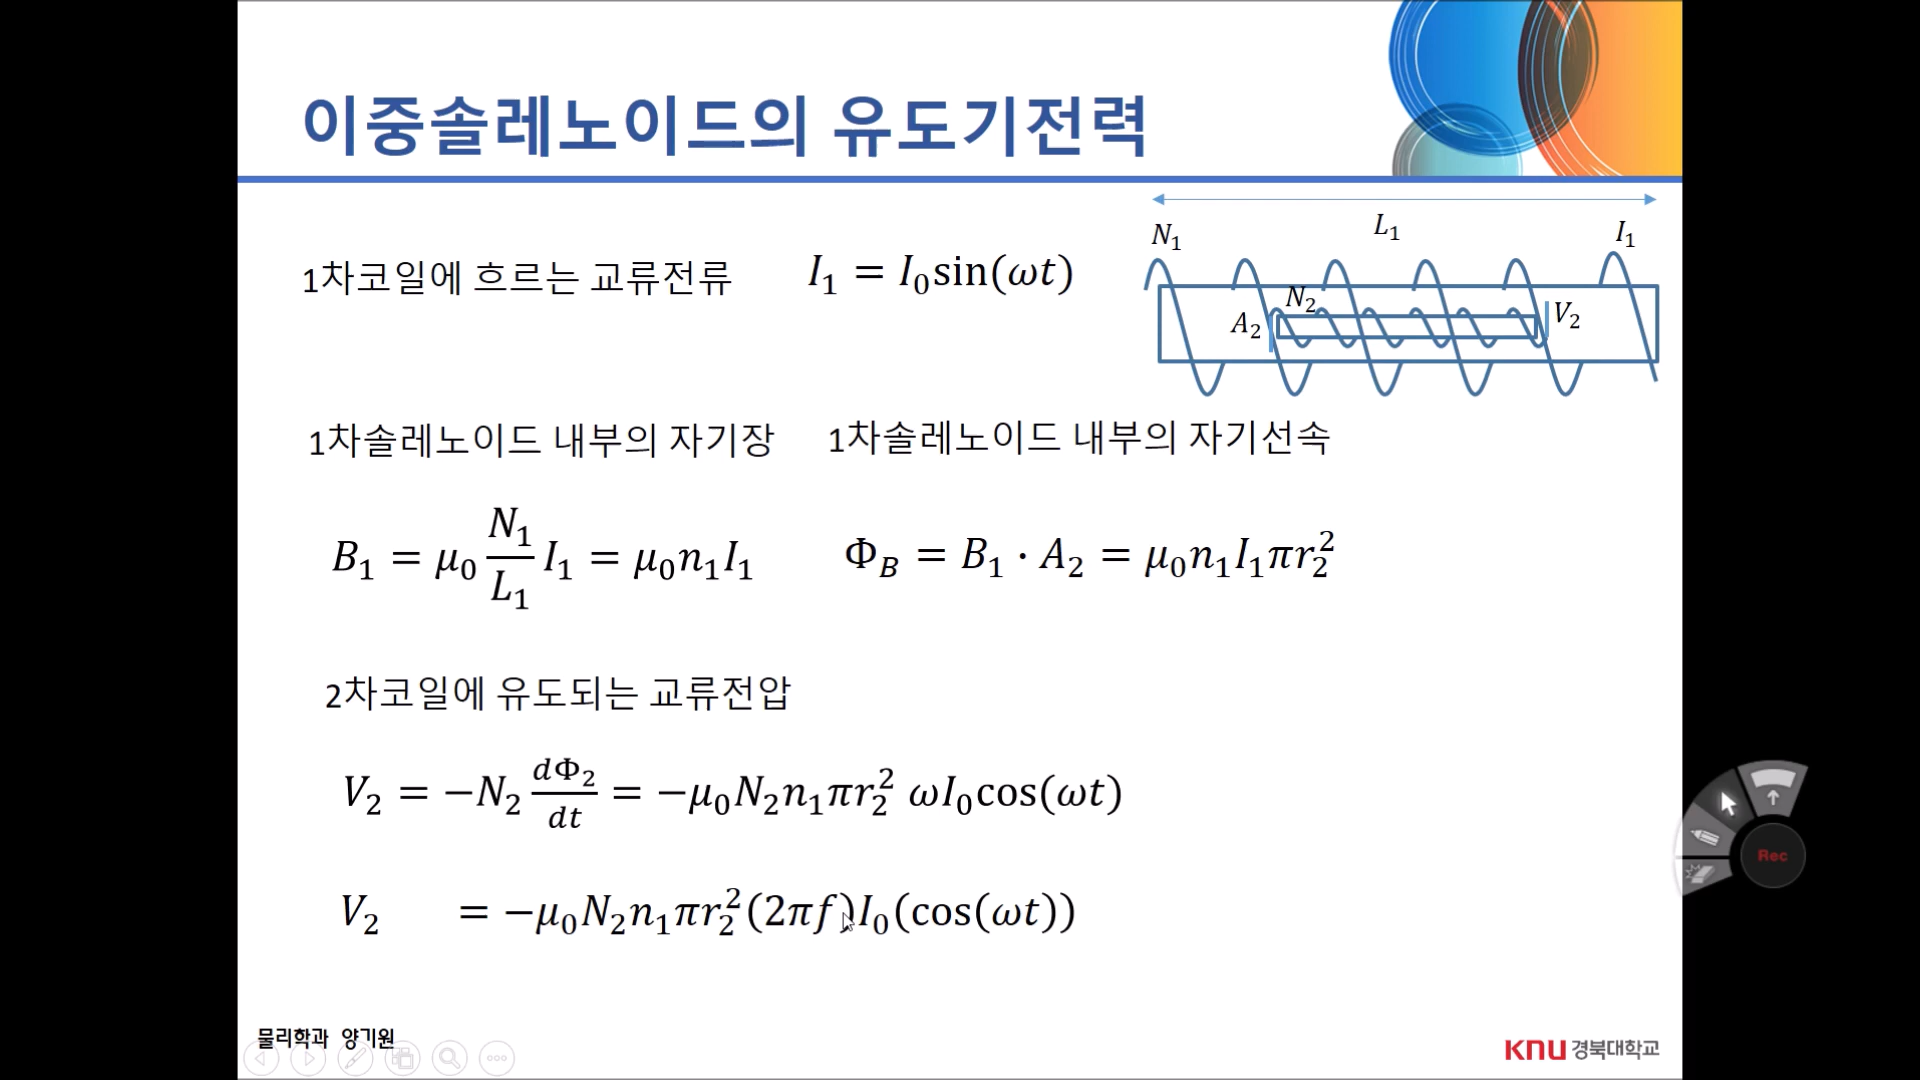 이중솔레노이드의 유도기전력
1차코일에 흐르는 교류전류
I₁ = I₀sin(ωt)
L₁
N₁
I₁
N₂
A₂
V₂
1차솔레노이드 내부의 자기장
1차솔레노이드 내부의 자기선속
B₁ = μ₀ N₁/L₁ I₁ = μ₀n₁I₁
Φ_B = B₁ · A₂ = μ₀n₁I₁πr₂²
2차코일에 유도되는 교류전압
V₂ = −N₂ dΦ₂/dt = −μ₀N₂n₁πr₂² ωI₀cos(ωt)
V₂ = −μ₀N₂n₁πr₂²(2πf)I₀(cos(ωt))
Rec
물리학과 양기원
KNU 경북대학교